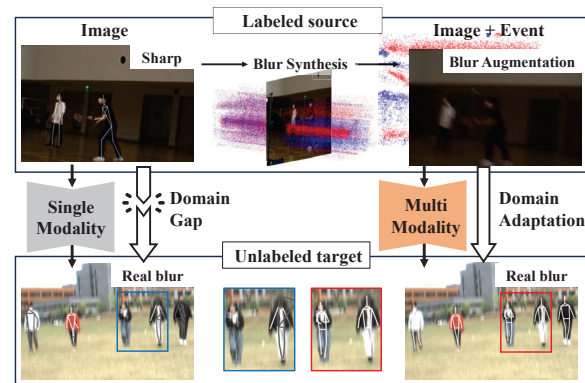 Labeled source
Image
Image + Event
Sharp
Blur Synthesis
Blur Augmentation
Single
Modality
Domain
Gap
Multi
Modality
Domain
Adaptation
Unlabeled target
Real blur
Real blur